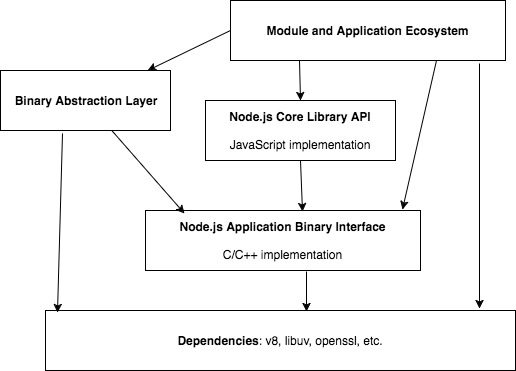 Module and Application Ecosystem
Binary Abstraction Layer
Node.js Core Library API
JavaScript implementation
Node.js Application Binary Interface
C/C++ implementation
Dependencies: v8, libuv, openssl, etc.